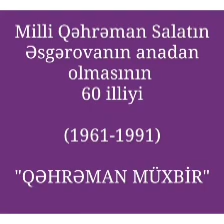 Milli Qəhrəman Salatın
Əsgərovanın anadan
olmasının
60 illiyi
(1961-1991)
"QƏHRƏMAN MÜXBİR"